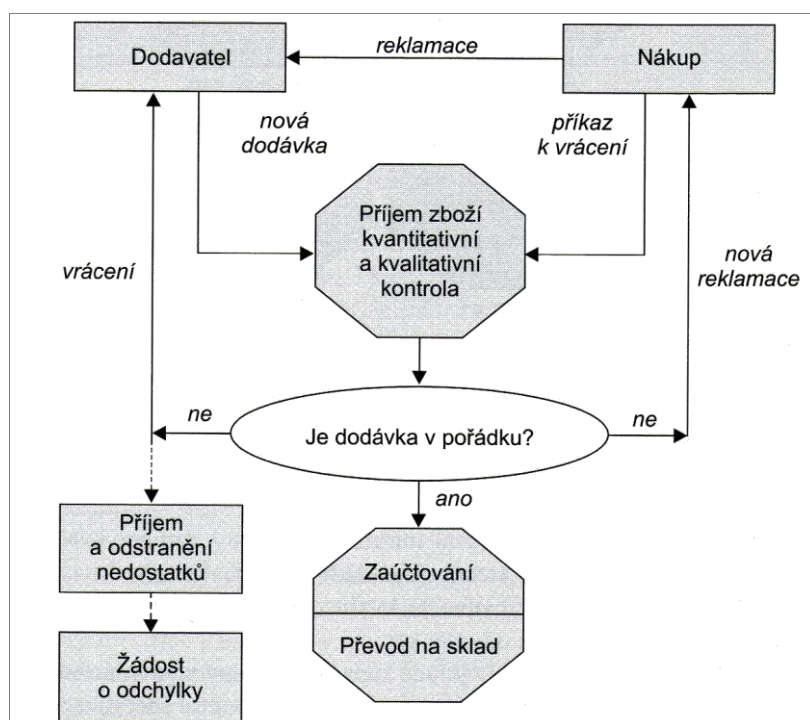 Dodavatel
reklamace
Nákup
nová
dodávka
příkaz
k vrácení
Příjem zboží
kvantitativní
a kvalitativní
kontrola
vrácení
nová
reklamace
ne
Je dodávka v pořádku?
ne
ano
Příjem
a odstranění
nedostatků
Zaúčtování
Převod na sklad
Žádost
o odchylky